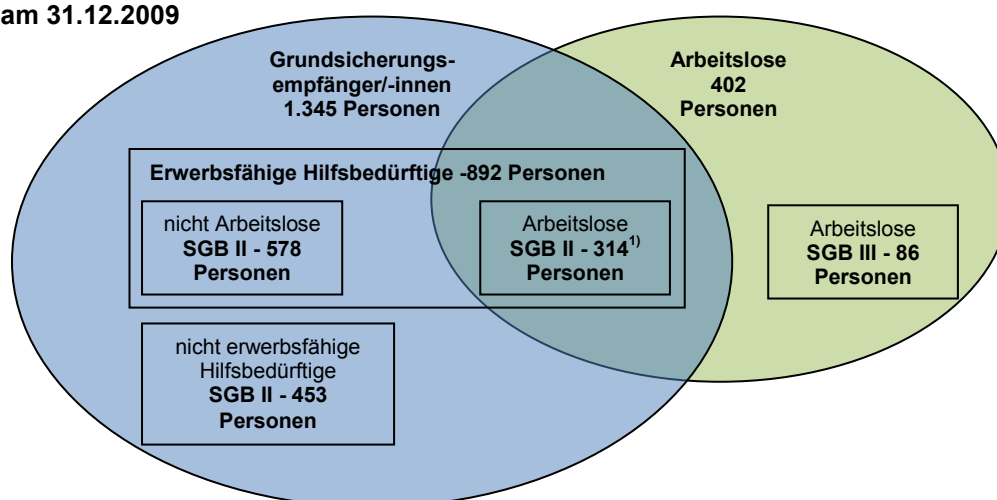 am 31.12.2009
Grundsicherungs-
empfänger/-innen
1.345 Personen
Arbeitslose
402
Personen
Erwerbsfähige Hilfsbedürftige -892 Personen
nicht Arbeitslose
SGB II - 578
Personen
Arbeitslose
SGB II - 314¹⁾
Personen
Arbeitslose
SGB III - 86
Personen
nicht erwerbsfähige
Hilfsbedürftige
SGB II - 453
Personen